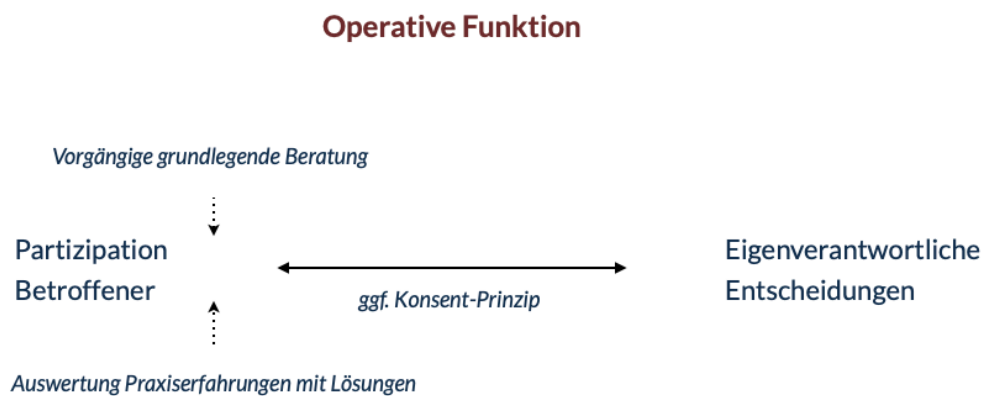 Operative Funktion
Vorgängige grundlegende Beratung
Partizipation
Betroffener
ggf. Konsent-Prinzip
Eigenverantwortliche
Entscheidungen
Auswertung Praxiserfahrungen mit Lösungen